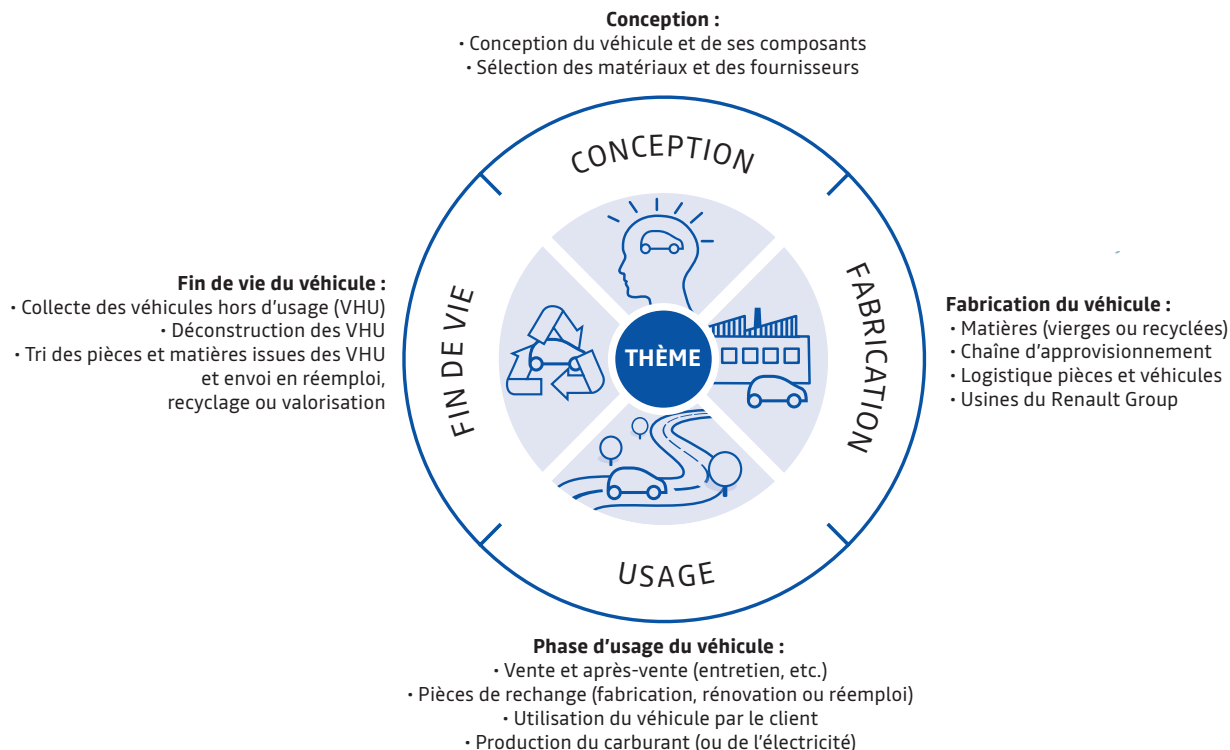 Conception :
• Conception du véhicule et de ses composants
• Sélection des matériaux et des fournisseurs
CONCEPTION
FABRICATION
USAGE
FIN DE VIE
THÈME
Fin de vie du véhicule :
• Collecte des véhicules hors d’usage (VHU)
• Déconstruction des VHU
• Tri des pièces et matières issues des VHU
et envoi en réemploi,
recyclage ou valorisation
Fabrication du véhicule :
• Matières (vierges ou recyclées)
• Chaîne d’approvisionnement
• Logistique pièces et véhicules
• Usines du Renault Group
Phase d’usage du véhicule :
• Vente et après-vente (entretien, etc.)
• Pièces de rechange (fabrication, rénovation ou réemploi)
• Utilisation du véhicule par le client
• Production du carburant (ou de l’électricité)